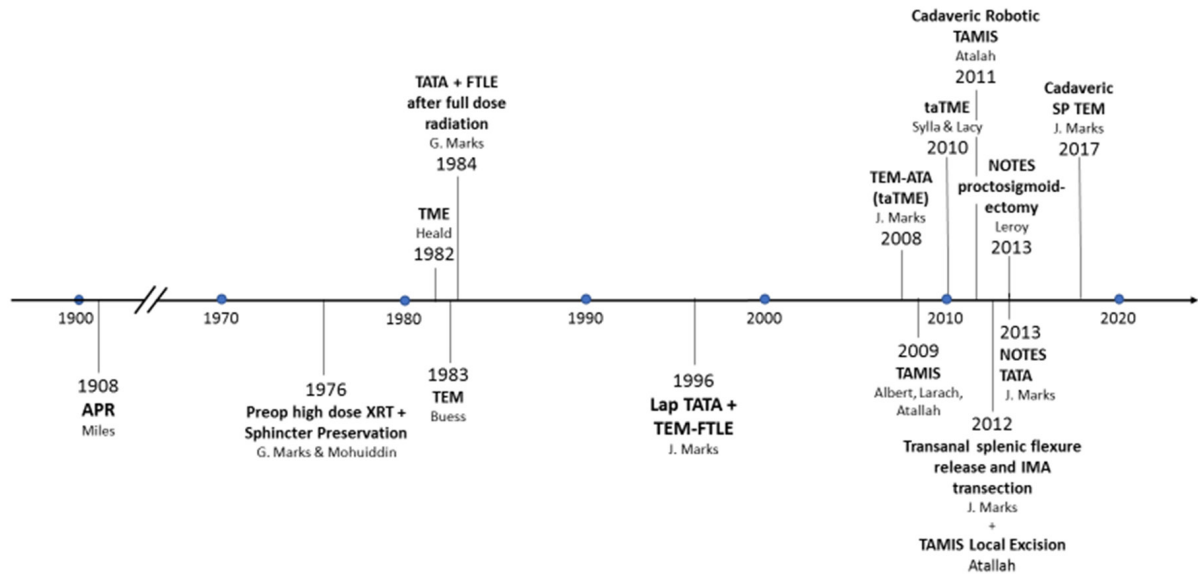 Cadaveric Robotic
TAMIS
Atalah
2011
TATA + FTLE
after full dose
radiation
G. Marks
1984
Cadaveric
SP TEM
J. Marks
2017
taTME
Sylla & Lacy
2010
NOTES
proctosigmoid-
ectomy
Leroy
2013
TEM-ATA
(taTME)
J. Marks
2008
TME
Heald
1982
1900
1970
1980
1990
2000
2010
2020
1908
APR
Miles
1976
Preop high dose XRT +
Sphincter Preservation
G. Marks & Mohuiddin
1983
TEM
Buess
1996
Lap TATA +
TEM-FTLE
J. Marks
2009
TAMIS
Albert, Larach,
Atallah
2013
NOTES
TATA
J. Marks
2012
Transanal splenic flexure
release and IMA
transection
J. Marks
+
TAMIS Local Excision
Atallah